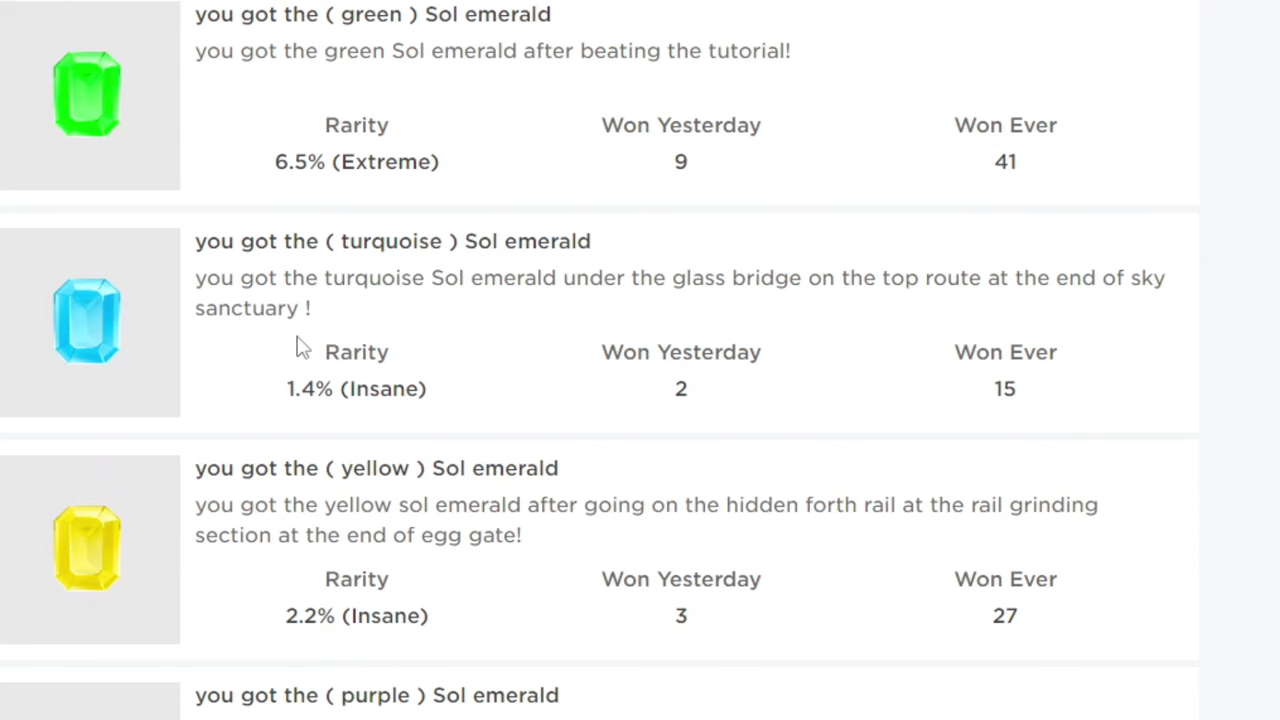 you got the ( green ) Sol emerald
you got the green Sol emerald after beating the tutorial!
Rarity Won Yesterday Won Ever
6.5% (Extreme) 9 41
you got the ( turquoise ) Sol emerald
you got the turquoise Sol emerald under the glass bridge on the top route at the end of sky
sanctuary !
Rarity Won Yesterday Won Ever
1.4% (Insane) 2 15
you got the ( yellow ) Sol emerald
you got the yellow sol emerald after going on the hidden forth rail at the rail grinding
section at the end of egg gate!
Rarity Won Yesterday Won Ever
2.2% (Insane) 3 27
you got the ( purple ) Sol emerald